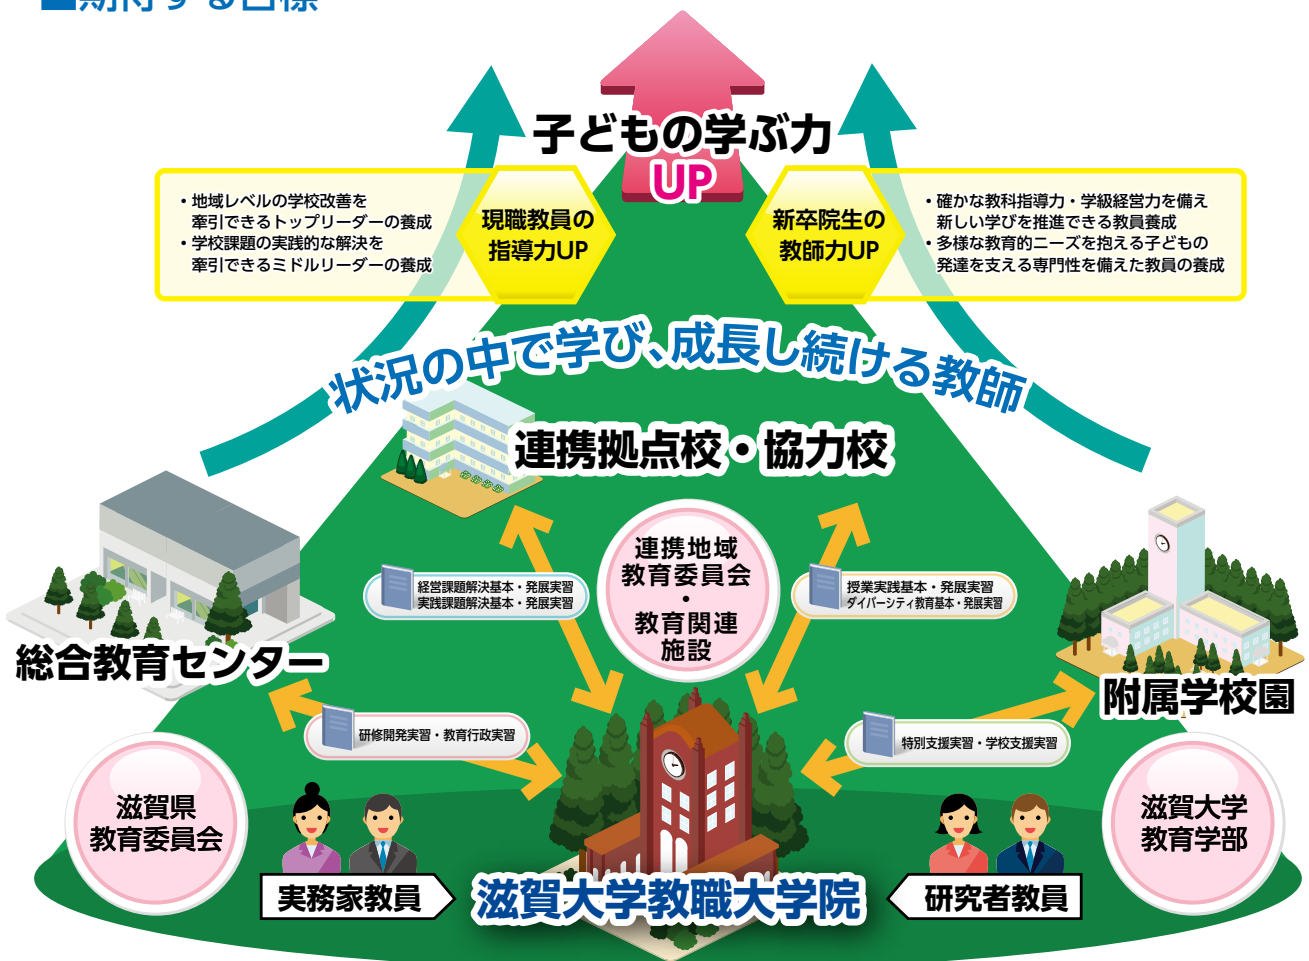 ■期待する目標
子どもの学ぶ力
UP
・地域レベルの学校改善を
牽引できるトップリーダーの養成
・学校課題の実践的な解決を
牽引できるミドルリーダーの養成
現職教員の
指導力UP
新卒院生の
教師力UP
・確かな教科指導力・学級経営力を備え
新しい学びを推進できる教員養成
・多様な教育的ニーズを抱える子どもの
発達を支える専門性を備えた教員の養成
状況の中で学び、成長し続ける教師
連携拠点校・協力校
連携地域
教育委員会
・
教育関連
施設
経営課題解決基本・発展実習
実践課題解決基本・発展実習
授業実践基本・発展実習
ダイバーシティ教育基本・発展実習
総合教育センター
附属学校園
研修開発実習・教育行政実習
特別支援実習・学校支援実習
滋賀県
教育委員会
滋賀大学
教育学部
実務家教員
滋賀大学教職大学院
研究者教員